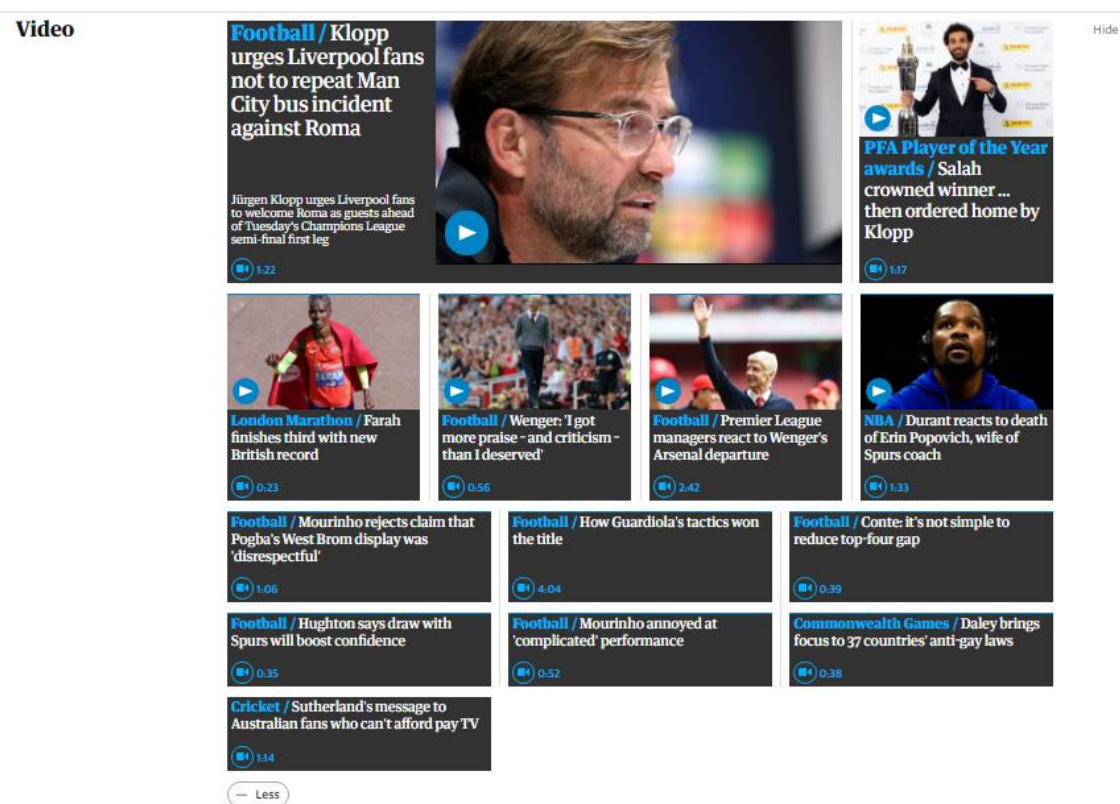 Video
Hide
Football / Klopp
urges Liverpool fans
not to repeat Man
City bus incident
against Roma
Jürgen Klopp urges Liverpool fans
to welcome Roma as guests ahead
of Tuesday's Champions League
semi-final first leg
1:22
PFA Player of the Year
awards / Salah
crowned winner ...
then ordered home by
Klopp
1:17
FARAH
London Marathon / Farah
finishes third with new
British record
0:23
Football / Wenger: 'I got
more praise - and criticism -
than I deserved'
0:56
Football / Premier League
managers react to Wenger's
Arsenal departure
2:42
NBA / Durant reacts to death
of Erin Popovich, wife of
Spurs coach
1:33
Football / Mourinho rejects claim that
Pogba's West Brom display was
'disrespectful'
1:06
Football / How Guardiola's tactics won
the title
4:04
Football / Conte: it's not simple to
reduce top-four gap
0:39
Football / Hughton says draw with
Spurs will boost confidence
0:35
Football / Mourinho annoyed at
'complicated' performance
0:52
Commonwealth Games / Daley brings
focus to 37 countries' anti-gay laws
0:38
Cricket / Sutherland's message to
Australian fans who can't afford pay TV
1:14
— Less